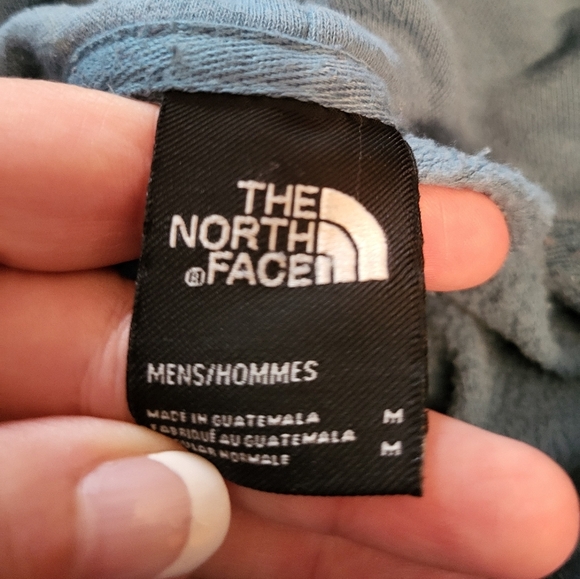 THE
NORTH
FACE
MENS/HOMMES
MADE IN GUATEMALA M
FABRIQUÉ AU GUATEMALA M
NORMALE